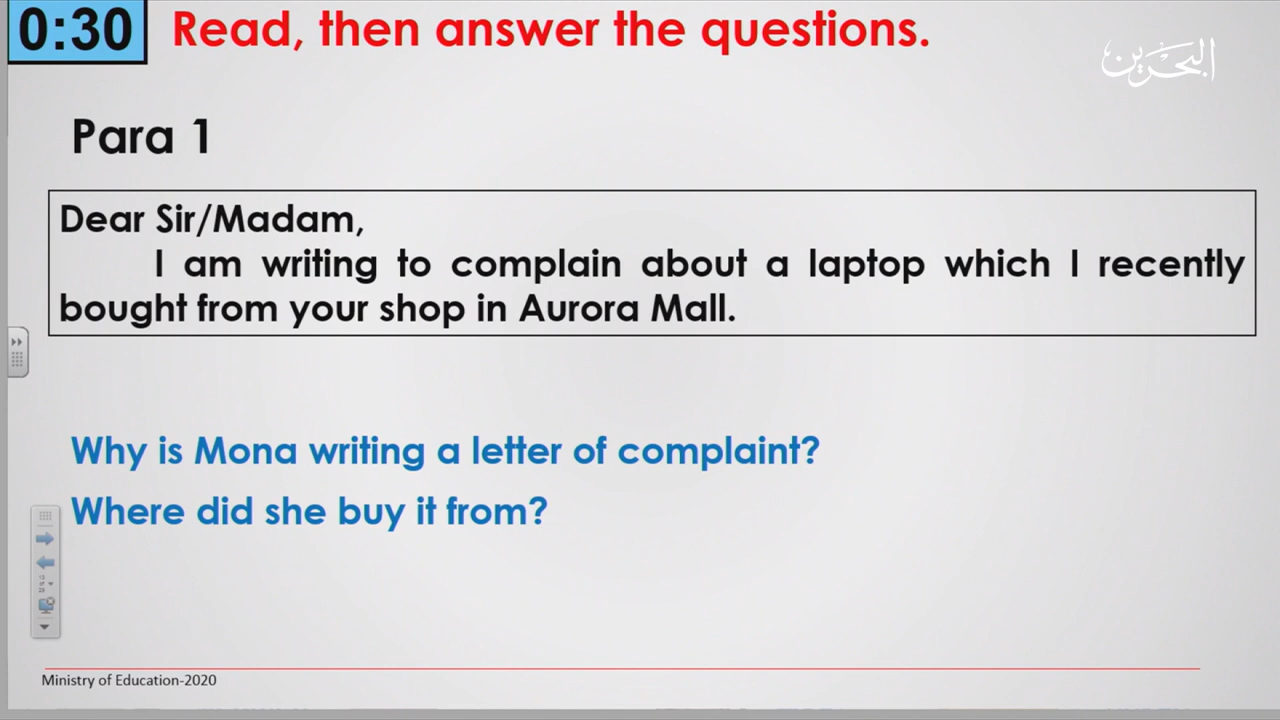 0:30
Read, then answer the questions.
البحرين
Para 1
Dear Sir/Madam,
I am writing to complain about a laptop which I recently
bought from your shop in Aurora Mall.
Why is Mona writing a letter of complaint?
Where did she buy it from?
Ministry of Education-2020